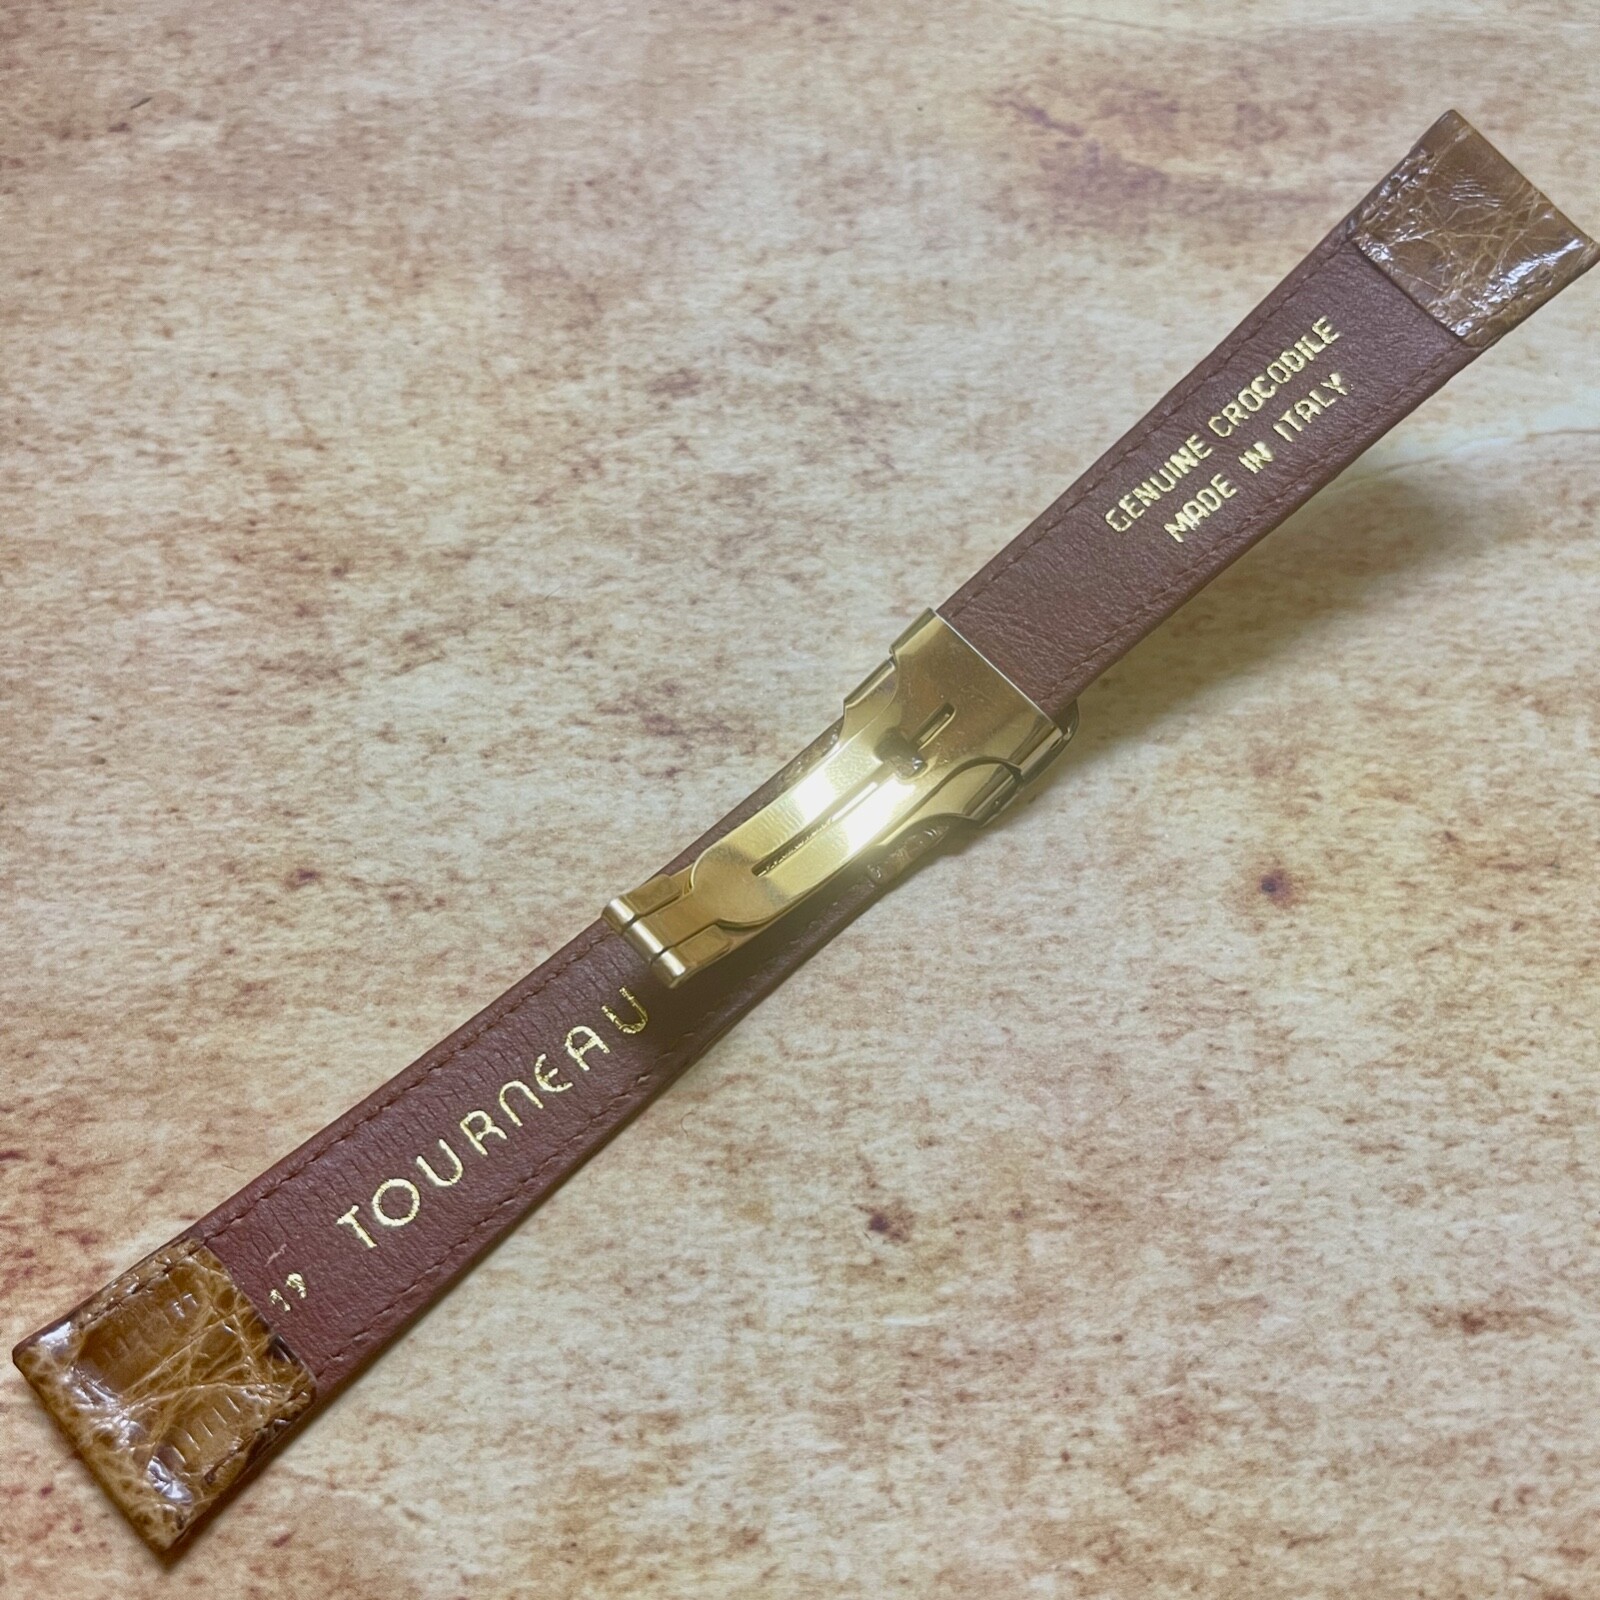 GENUINE CROCODILE
MADE IN ITALY
TOURNEAU
19